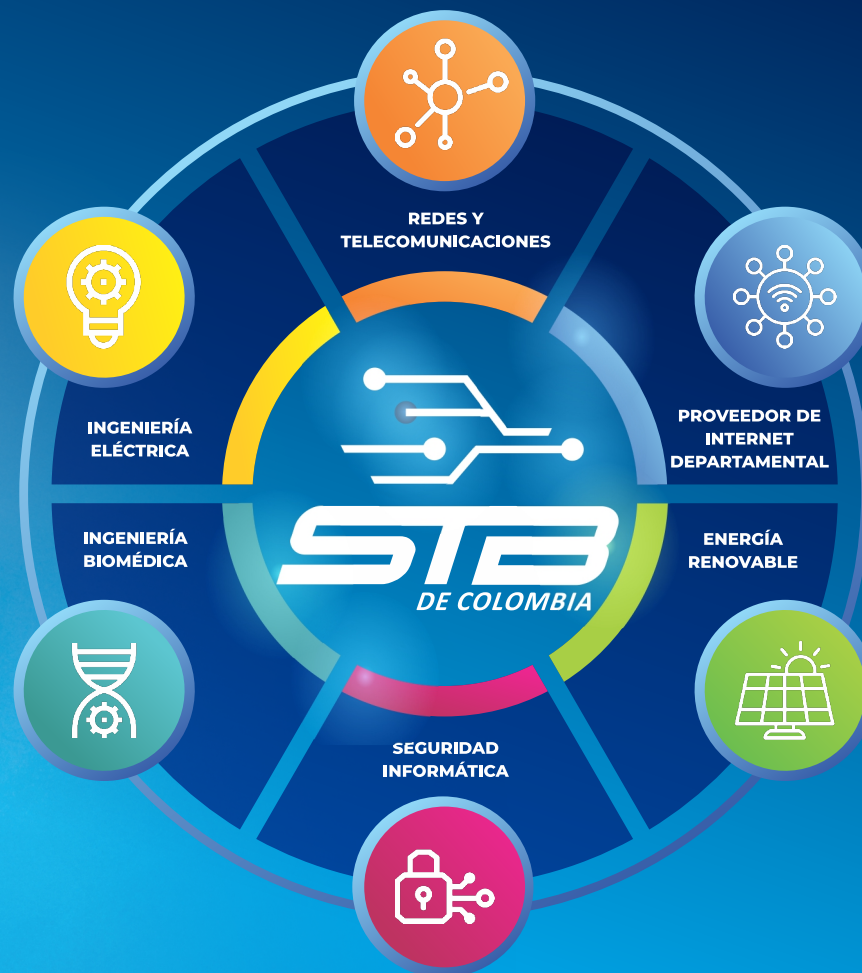 REDES Y
TELECOMUNICACIONES
INGENIERÍA
ELÉCTRICA
PROVEEDOR DE
INTERNET
DEPARTAMENTAL
STB
DE COLOMBIA
INGENIERÍA
BIOMÉDICA
ENERGÍA
RENOVABLE
SEGURIDAD
INFORMÁTICA